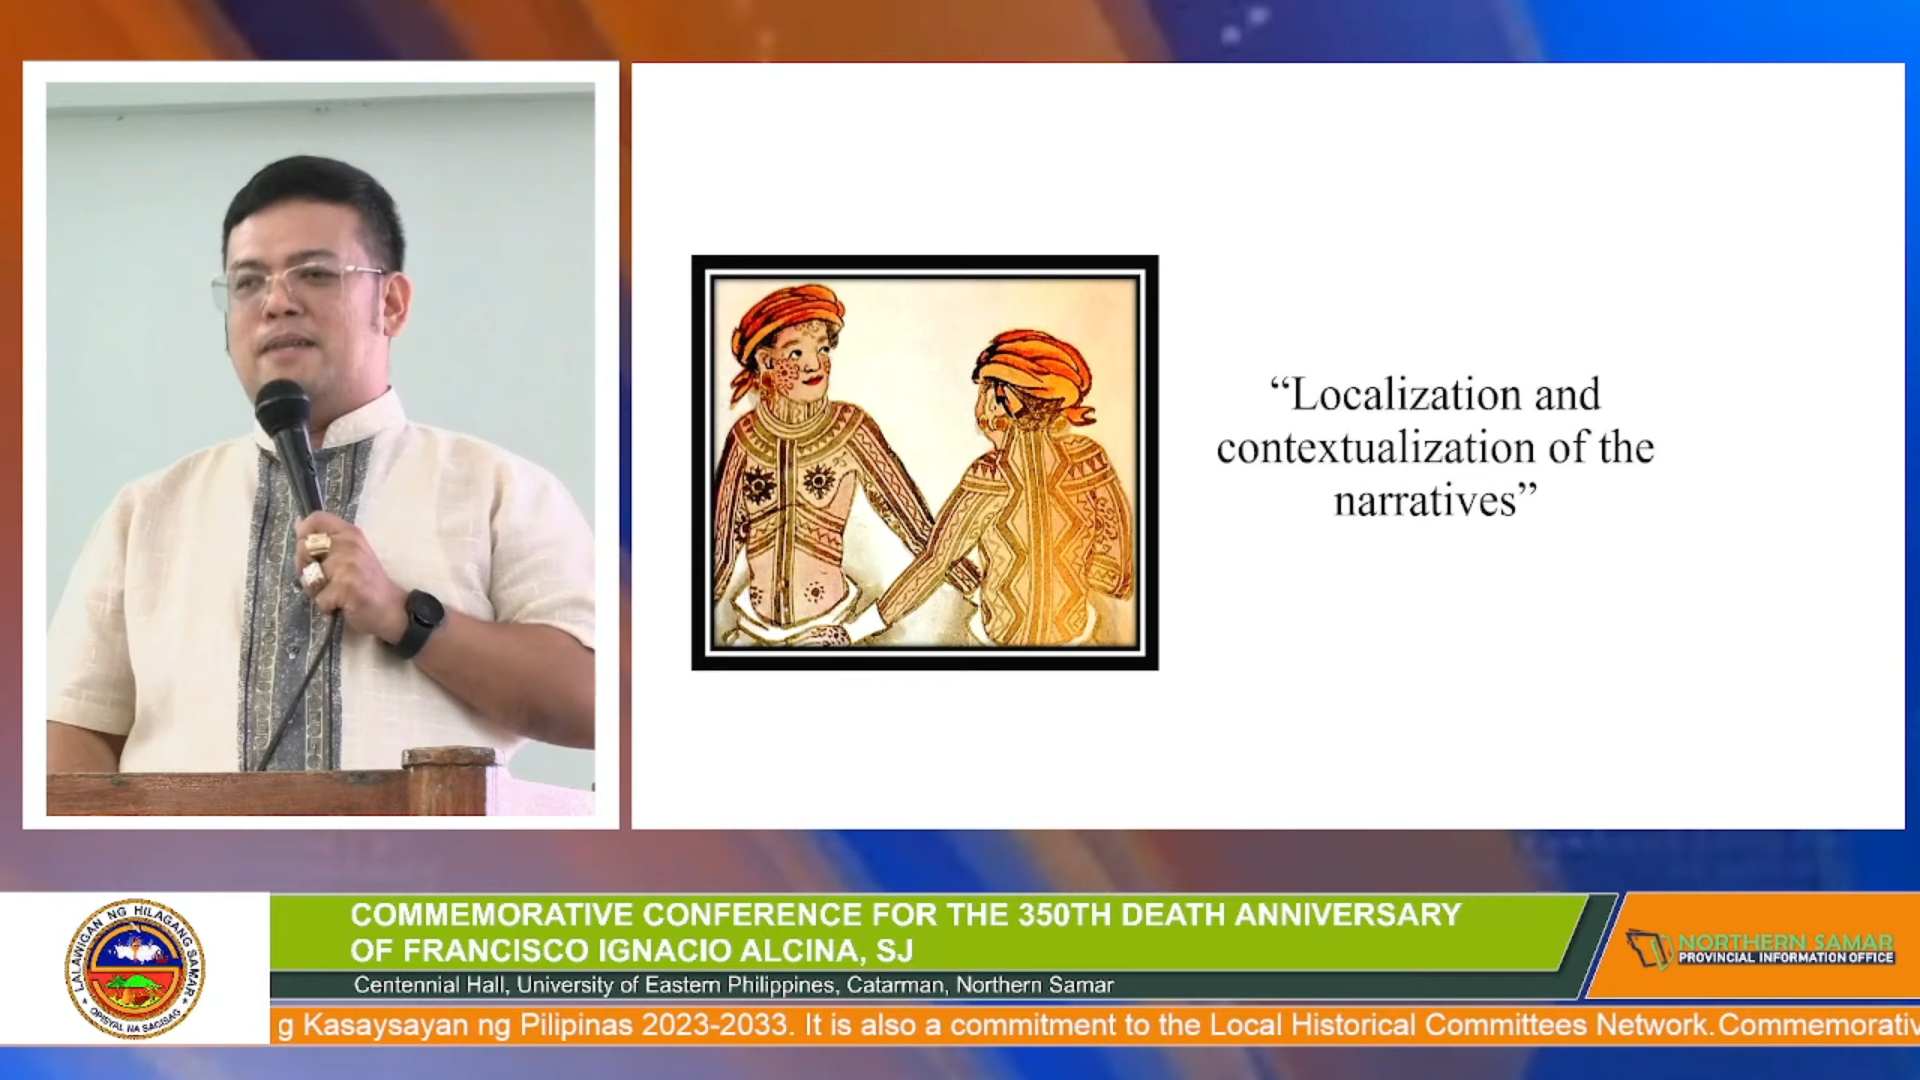 “Localization and
contextualization of the
narratives”
LALAWIGAN NG HILAGANG SAMAR
OPISYAL NA SAGISAG
COMMEMORATIVE CONFERENCE FOR THE 350TH DEATH ANNIVERSARY
OF FRANCISCO IGNACIO ALCINA, SJ
Centennial Hall, University of Eastern Philippines, Catarman, Northern Samar
NORTHERN SAMAR
PROVINCIAL INFORMATION OFFICE
g Kasaysayan ng Pilipinas 2023-2033. It is also a commitment to the Local Historical Committees Network. Commemorativ